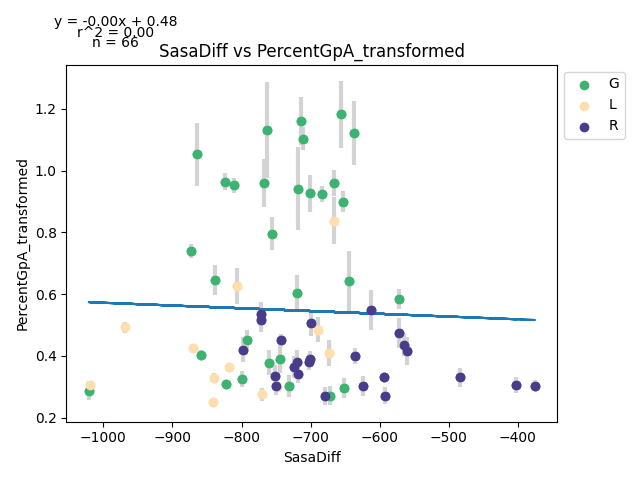 y = -0.00x + 0.48
r^2 = 0.00
n = 66
SasaDiff vs PercentGpA_transformed
G
L
R
PercentGpA_transformed
1.2
1.0
0.8
0.6
0.4
0.2
−1000
−900
−800
−700
−600
−500
−400
SasaDiff